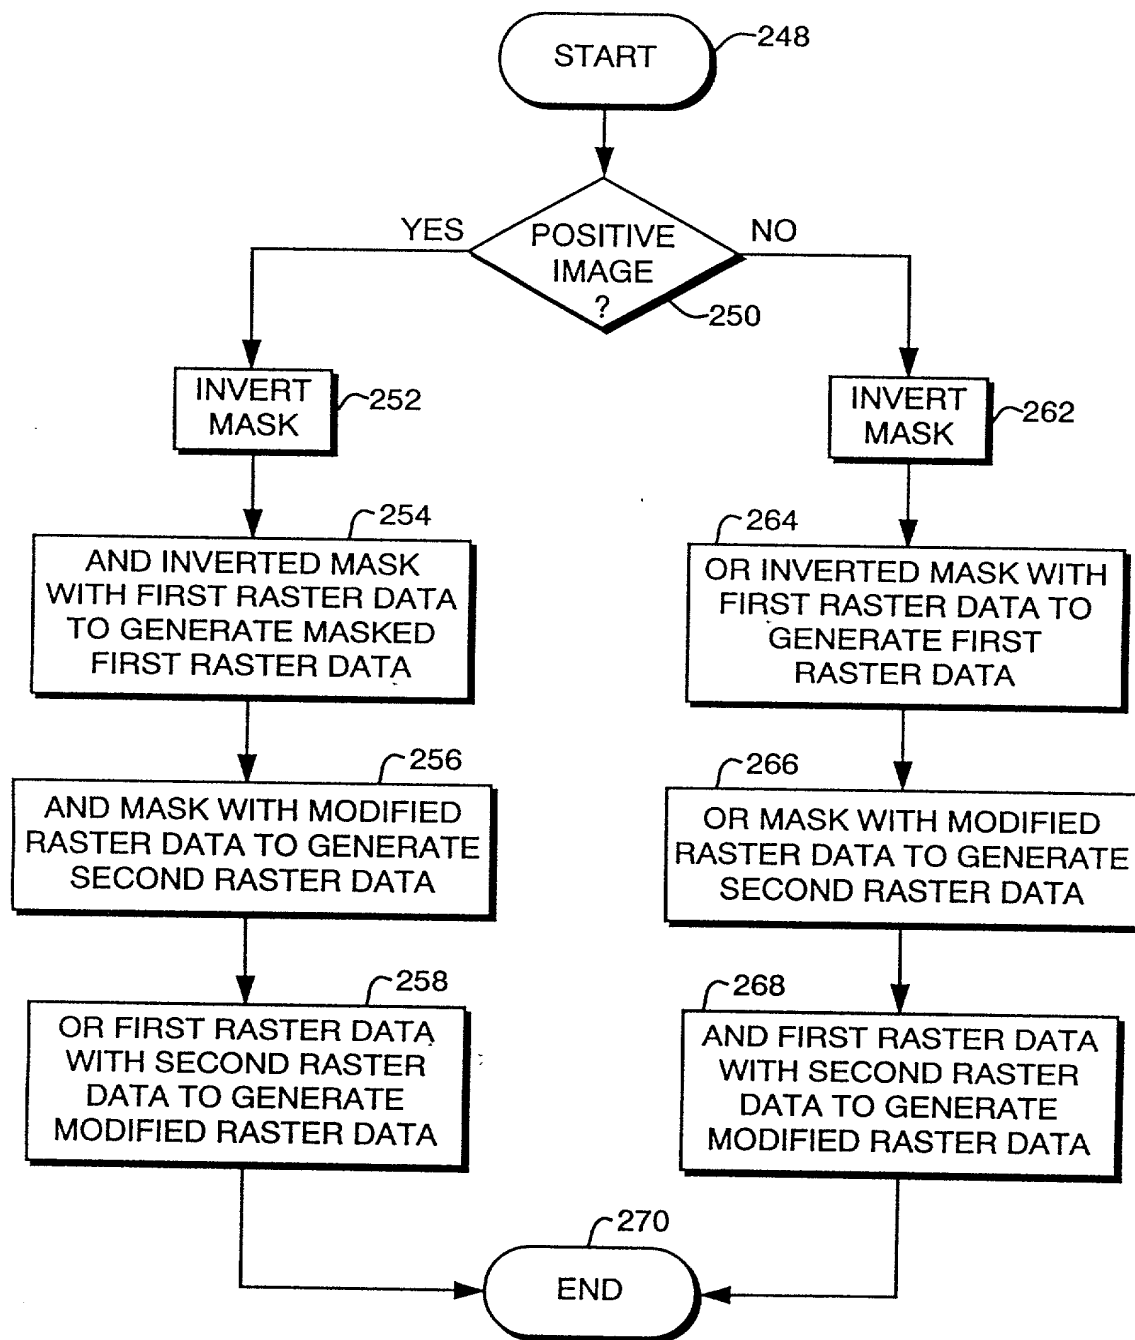 START
248
YES
POSITIVE
IMAGE
?
NO
250
INVERT
MASK
252
INVERT
MASK
262
254
AND INVERTED MASK
WITH FIRST RASTER DATA
TO GENERATE MASKED
FIRST RASTER DATA
264
OR INVERTED MASK WITH
FIRST RASTER DATA TO
GENERATE FIRST
RASTER DATA
256
AND MASK WITH MODIFIED
RASTER DATA TO GENERATE
SECOND RASTER DATA
266
OR MASK WITH MODIFIED
RASTER DATA TO GENERATE
SECOND RASTER DATA
258
OR FIRST RASTER DATA
WITH SECOND RASTER
DATA TO GENERATE
MODIFIED RASTER DATA
268
AND FIRST RASTER DATA
WITH SECOND RASTER
DATA TO GENERATE
MODIFIED RASTER DATA
270
END